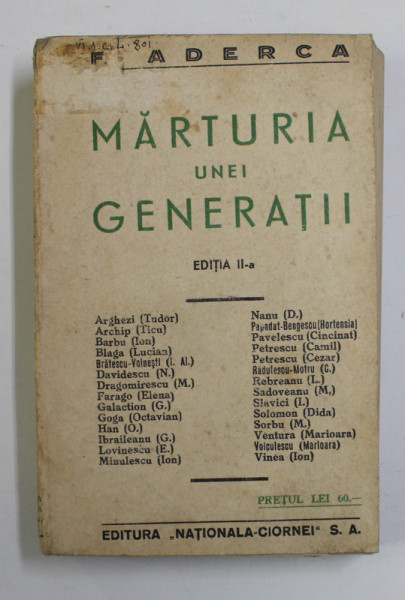 VI s.c. L. 801.
F ADERCA
MĂRTURIA
UNEI
GENERAȚII
EDIȚIA II-a
Arghezi (Tudor)
Archip (Ticu)
Barbu (Ion)
Blaga (Lucian)
Brătescu-Voinești (I. Al.)
Davidescu (N.)
Dragomirescu (M.)
Farago (Elena)
Galaction (G.)
Goga (Octavian)
Han (O.)
Ibraileanu (G.)
Lovinescu (E.)
Minulescu (Ion)
Nanu (D.)
Papadat-Bengescu (Hortensia)
Pavelescu (Cincinat)
Petrescu (Camil)
Petrescu (Cezar)
Rădulescu-Motru (C.)
Rebreanu (L.)
Sadoveanu (M,)
Slavici (I.)
Solomon (Dida)
Sorbu (M.)
Ventura (Marioara)
Voiculescu (Marioara)
Vinea (Ion)
PREȚUL LEI 60.—
EDITURA „NAȚIONALA-CIORNEI" S. A.